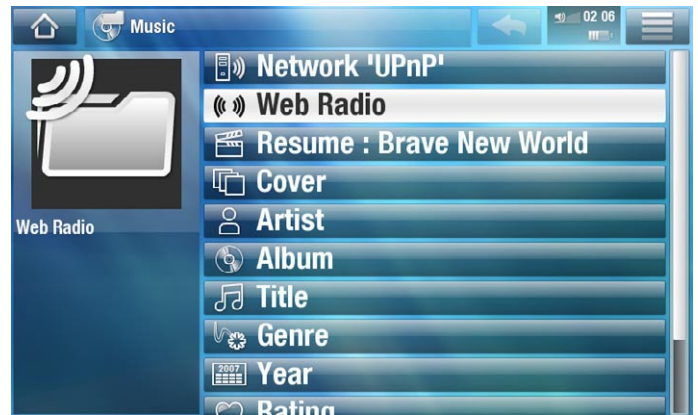 Music
02 06
Network 'UPnP'
Web Radio
Resume : Brave New World
Cover
Web Radio
Artist
Album
Title
Genre
2007
Year
Rating